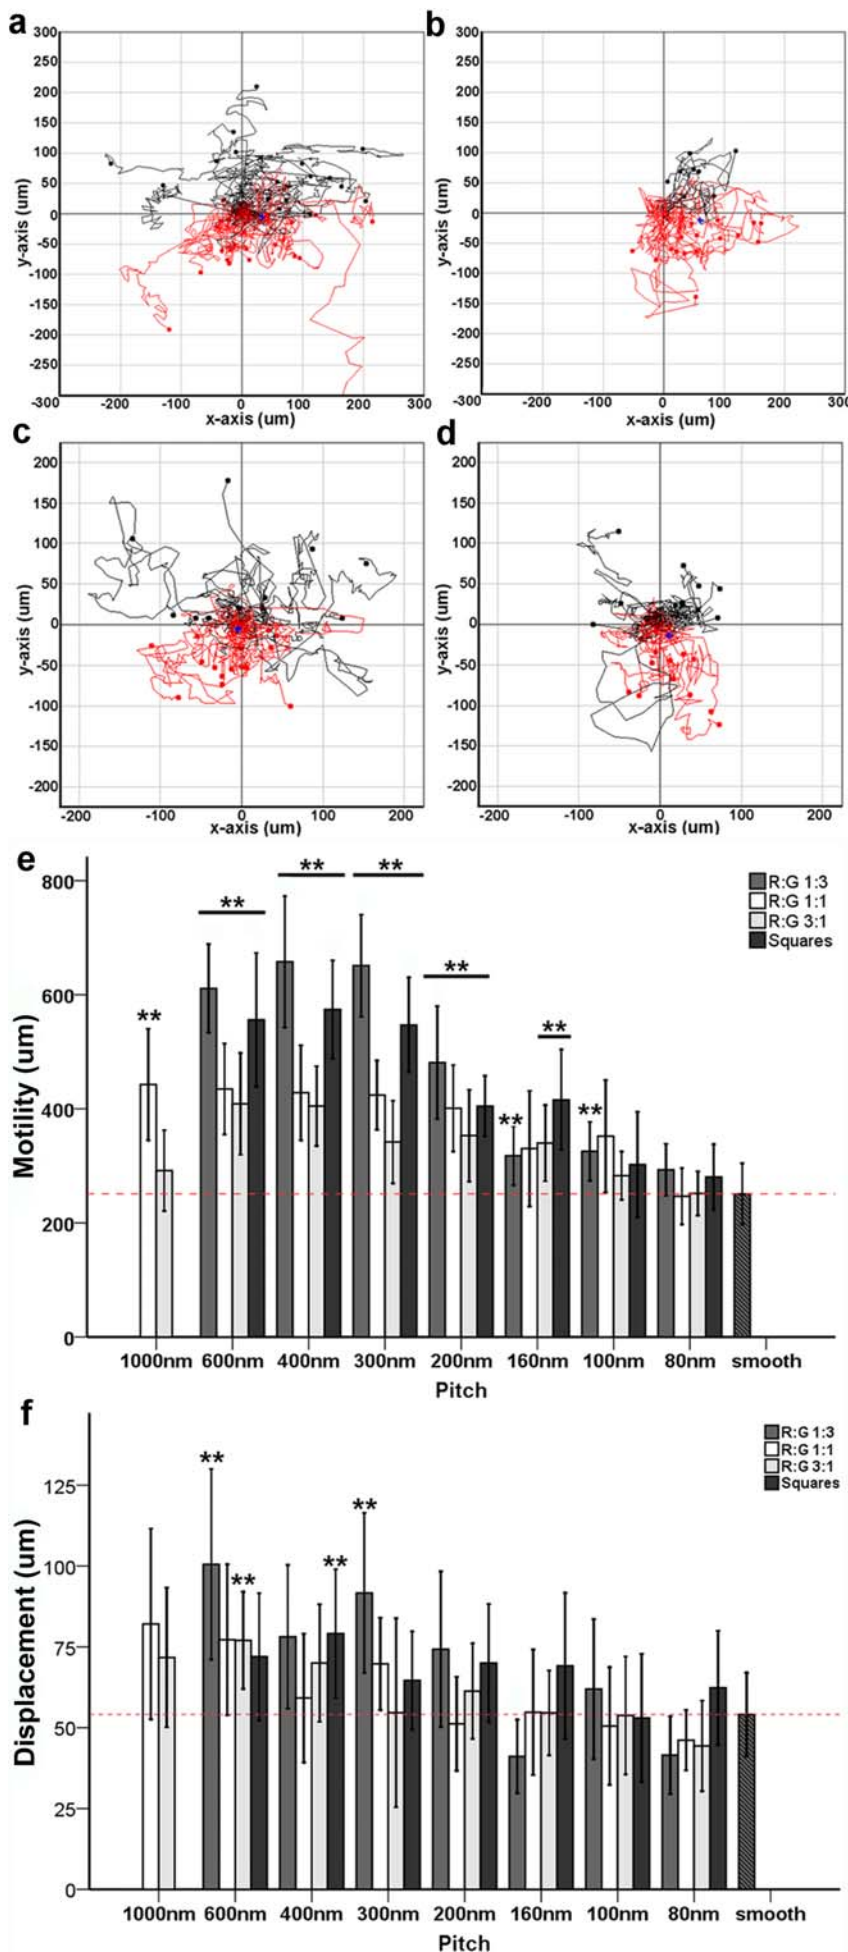 a
300
250
200
150
100
50
0
-50
-100
-150
-200
-250
-300
-200
-100
0
100
200
300
y-axis (um)
x-axis (um)
b
300
250
200
150
100
50
0
-50
-100
-150
-200
-250
-300
-200
-100
0
100
200
300
y-axis (um)
x-axis (um)
c
200
150
100
50
0
-50
-100
-150
-200
-200
-100
0
100
200
y-axis (um)
x-axis (um)
d
200
150
100
50
0
-50
-100
-150
-200
-200
-100
0
100
200
y-axis (um)
x-axis (um)
e
800
600
400
200
0
Motility (um)
** ** ** ** ** ** ** **
R:G 1:3
R:G 1:1
R:G 3:1
Squares
1000nm 600nm 400nm 300nm 200nm 160nm 100nm 80nm smooth
Pitch
f
125
100
75
50
25
0
Displacement (um)
** ** ** **
R:G 1:3
R:G 1:1
R:G 3:1
Squares
1000nm 600nm 400nm 300nm 200nm 160nm 100nm 80nm smooth
Pitch